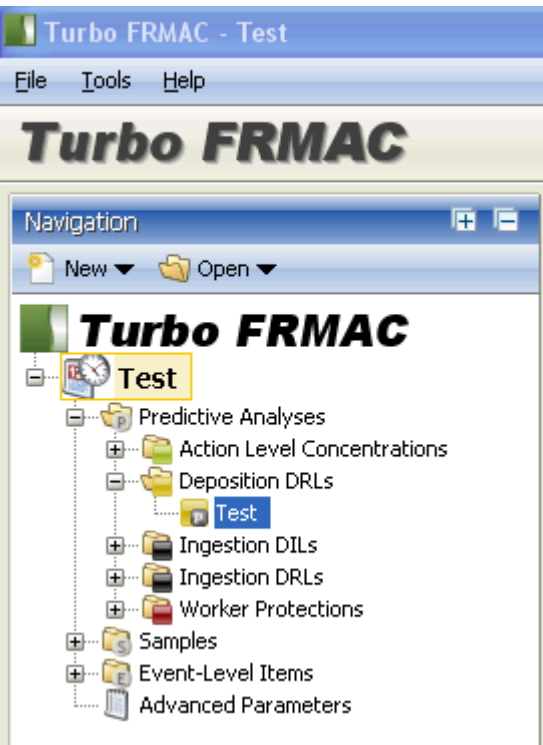 Turbo FRMAC - Test
File Tools Help
Turbo FRMAC
Navigation
New Open
Turbo FRMAC
Test
Predictive Analyses
Action Level Concentrations
Deposition DRLs
Test
Ingestion DILs
Ingestion DRLs
Worker Protections
Samples
Event-Level Items
Advanced Parameters